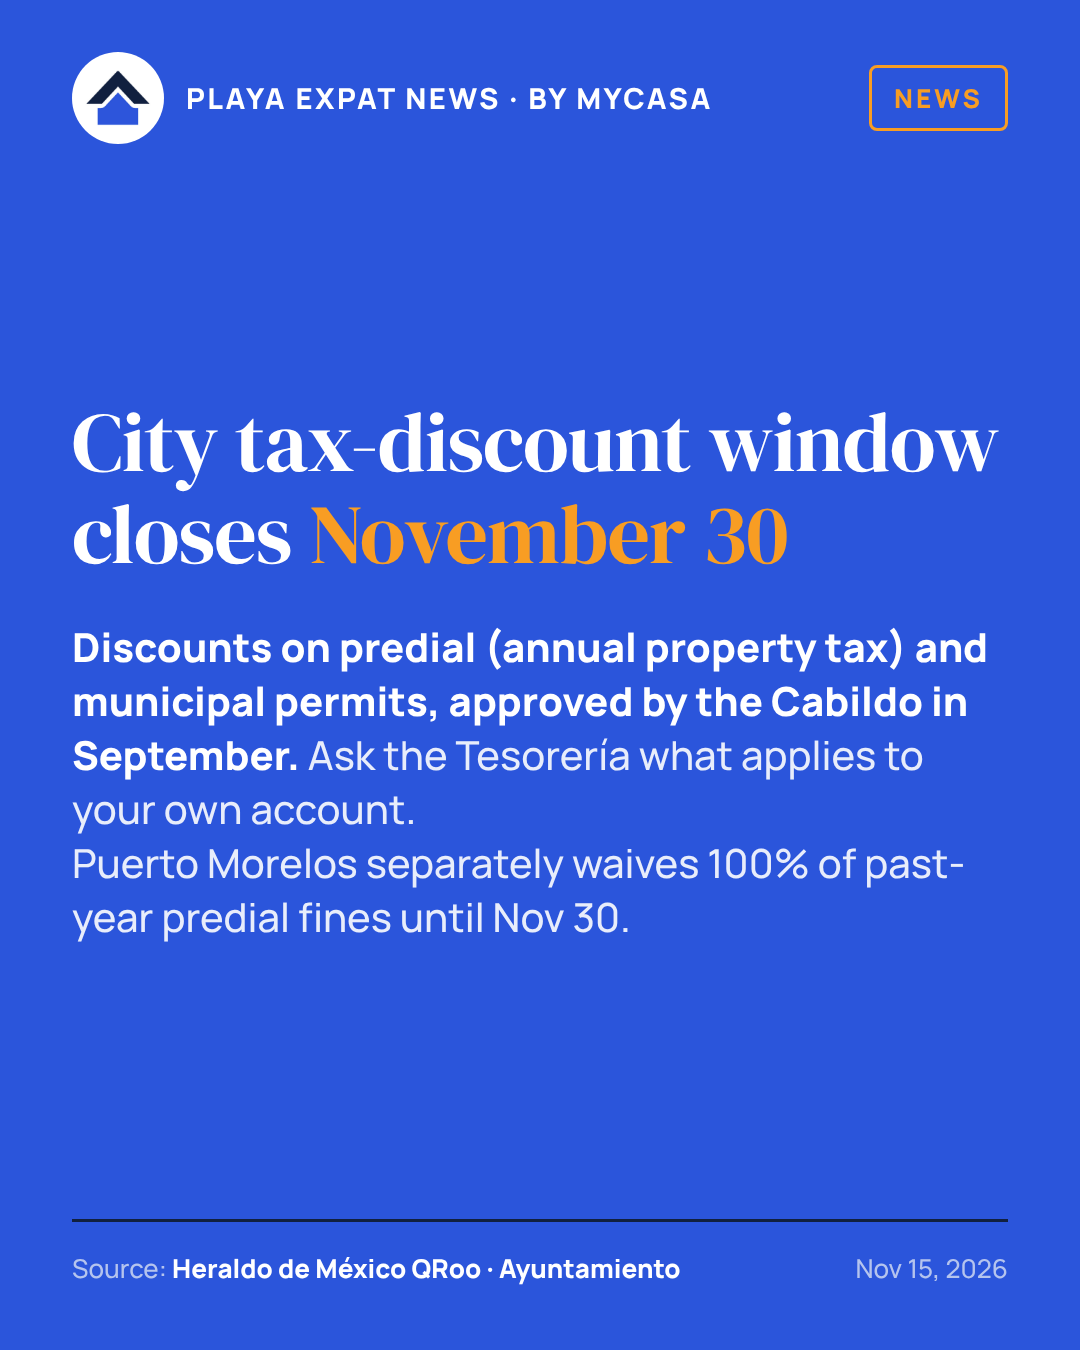 PLAYA EXPAT NEWS · BY MYCASA
NEWS
City tax-discount window
closes November 30
Discounts on predial (annual property tax) and
municipal permits, approved by the Cabildo in
September. Ask the Tesorería what applies to
your own account.
Puerto Morelos separately waives 100% of past-
year predial fines until Nov 30.
Source: Heraldo de México QRoo · Ayuntamiento
Nov 15, 2026